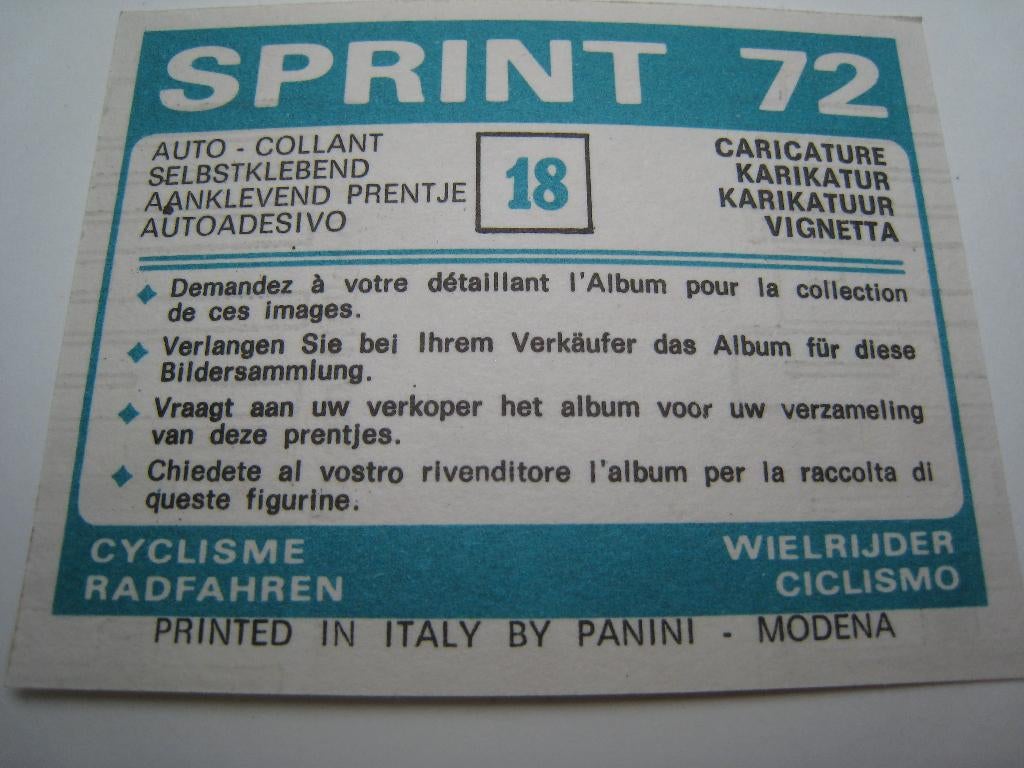 SPRINT 72
AUTO - COLLANT
SELBSTKLEBEND
AANKLEVEND PRENTJE
AUTOADESIVO
18
CARICATURE
KARIKATUR
KARIKATUUR
VIGNETTA
Demandez à votre détaillant l'Album pour la collection
de ces images.
Verlangen Sie bei Ihrem Verkäufer das Album für diese
Bildersammlung.
Vraagt aan uw verkoper het album voor uw verzameling
van deze prentjes.
Chiedete al vostro rivenditore l'album per la raccolta di
queste figurine.
CYCLISME
RADFAHREN
WIELRIJDER
CICLISMO
PRINTED IN ITALY BY PANINI - MODENA